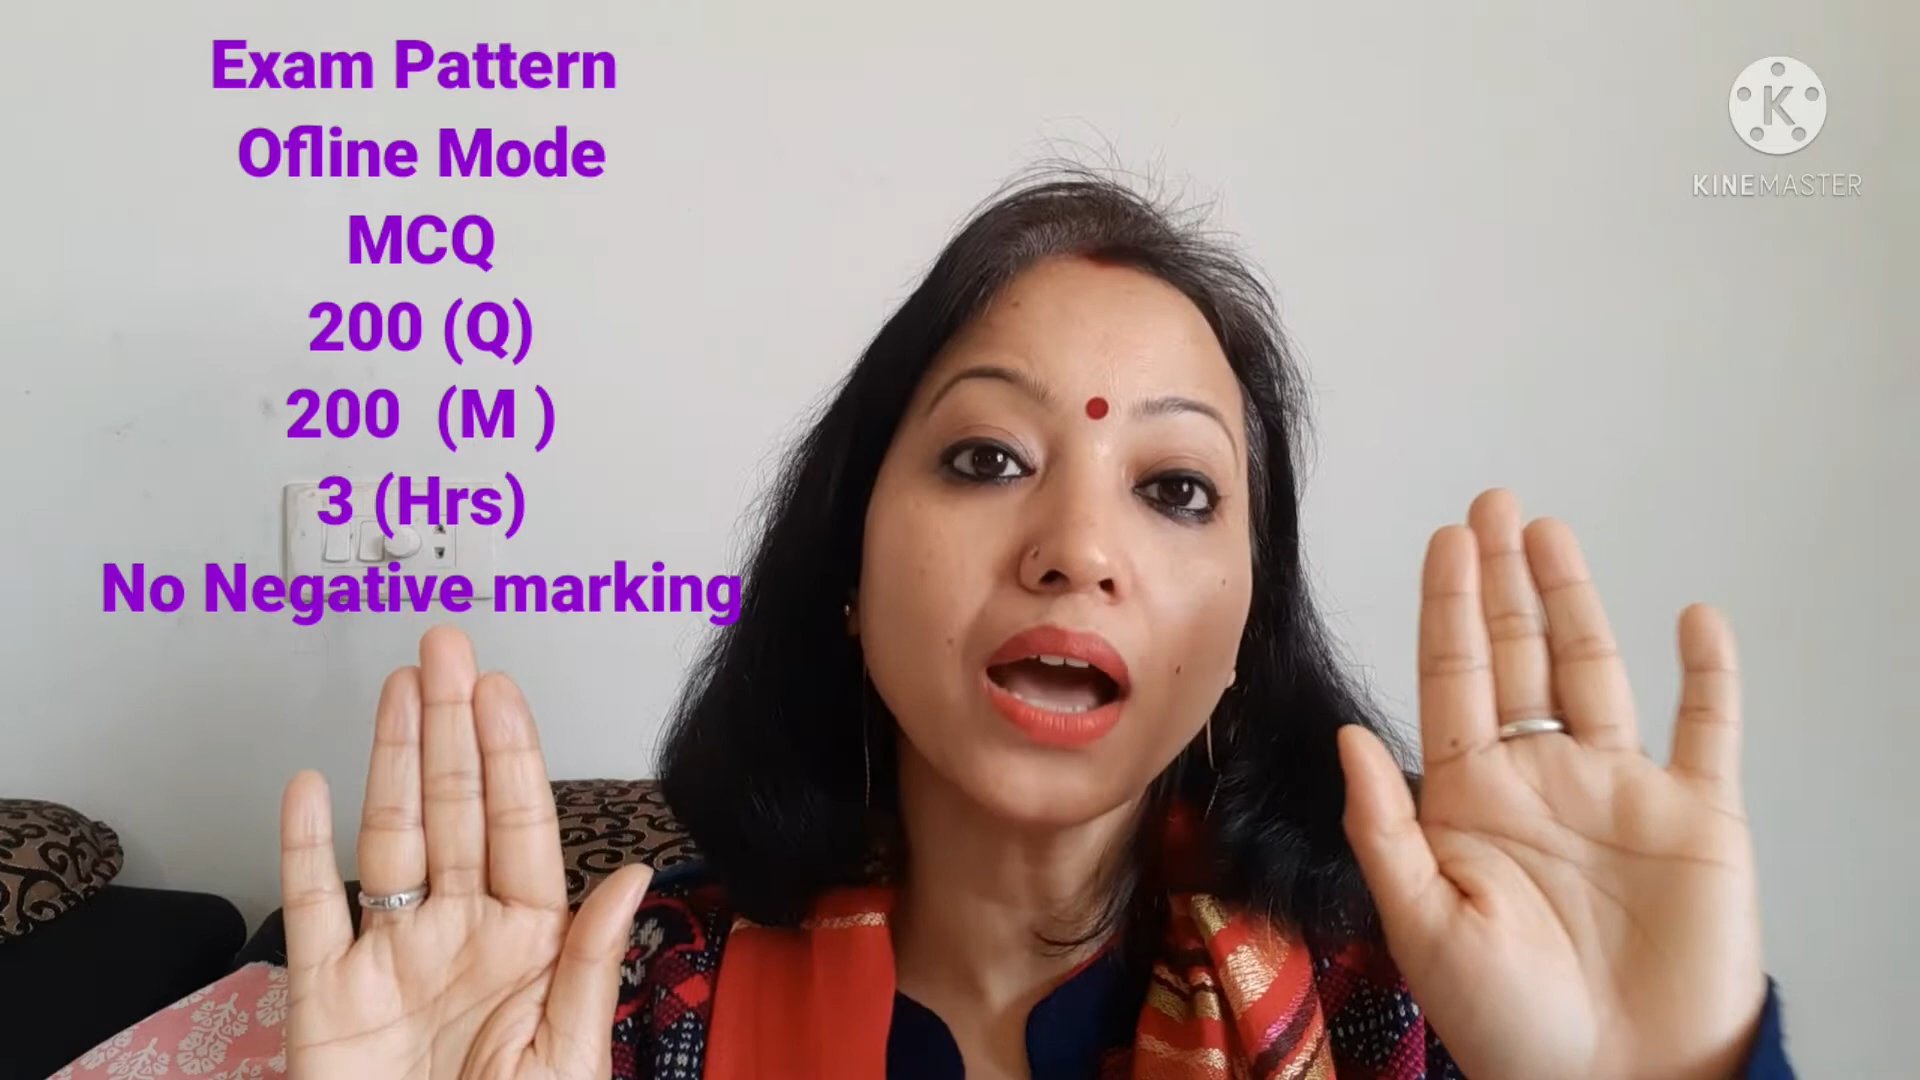 Exam Pattern
Ofline Mode
MCQ
200 (Q)
200 (M )
3 (Hrs)
No Negative marking
K
KINEMASTER